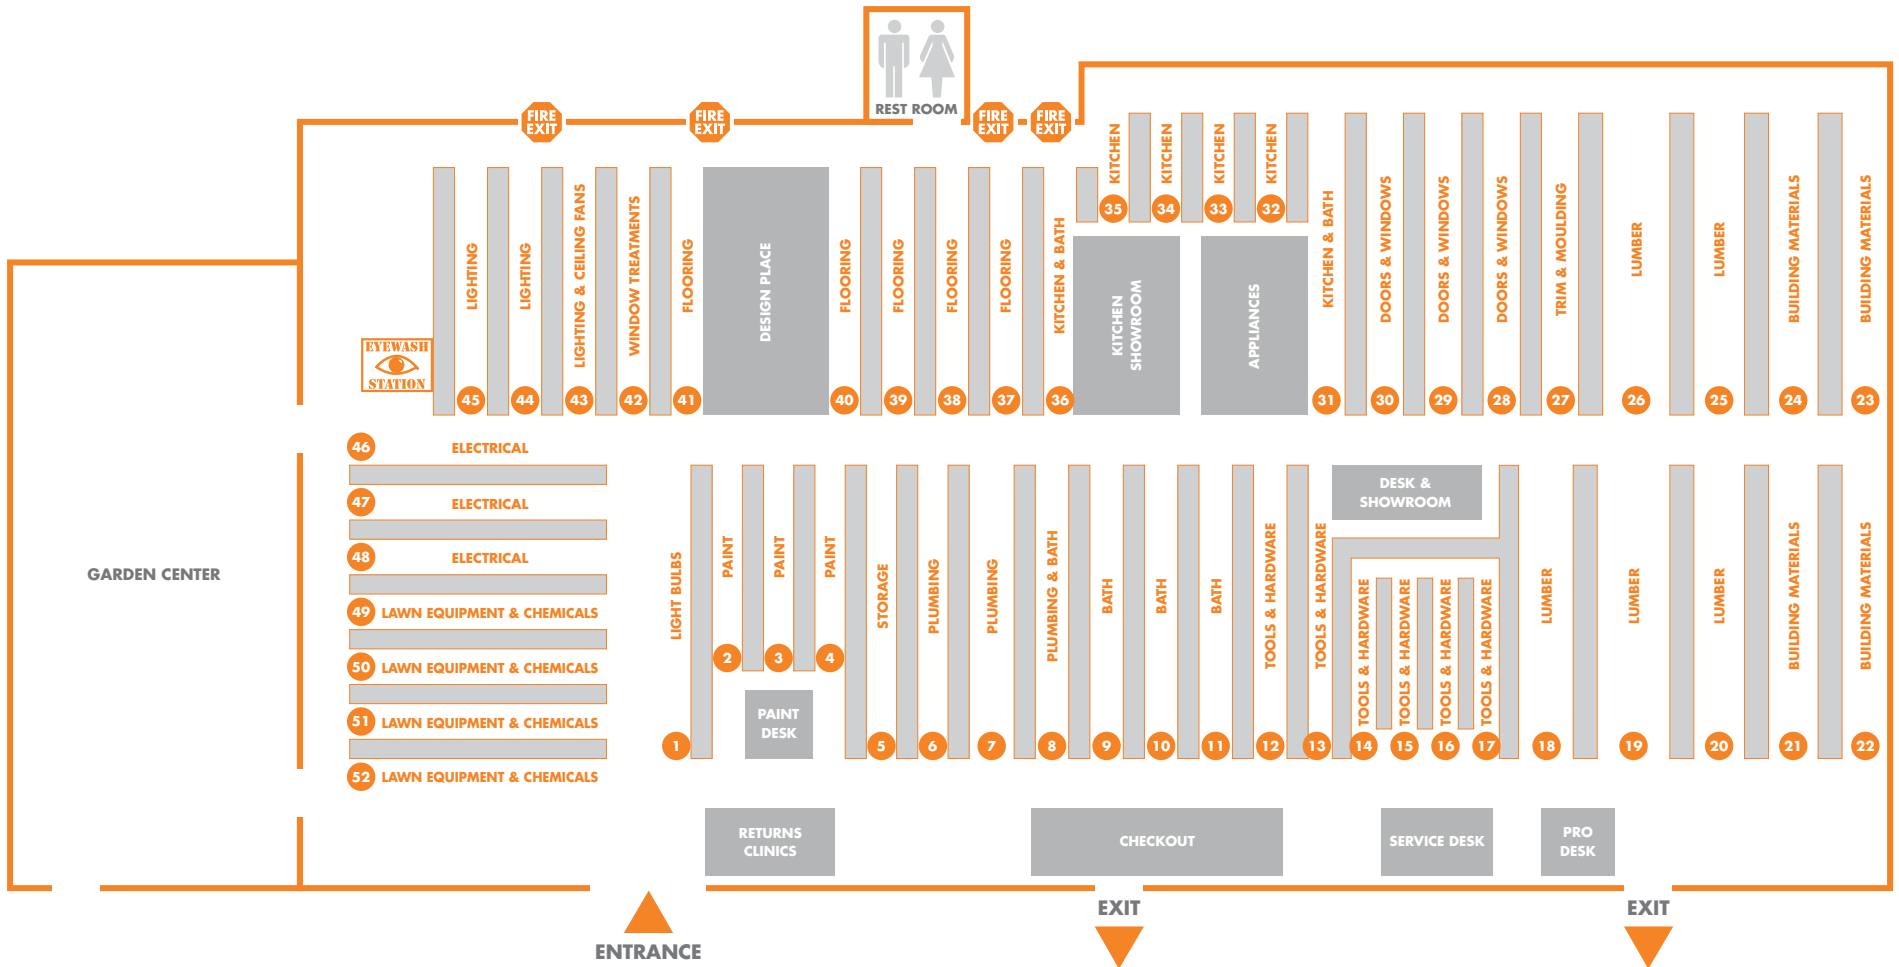 REST ROOM
FIRE
EXIT
FIRE
EXIT
FIRE
EXIT
FIRE
EXIT
KITCHEN
35
KITCHEN
34
KITCHEN
33
KITCHEN
32
EYEWASH
STATION
LIGHTING
45
LIGHTING
44
LIGHTING & CEILING FANS
43
WINDOW TREATMENTS
42
FLOORING
41
DESIGN PLACE
FLOORING
40
FLOORING
39
FLOORING
38
FLOORING
37
KITCHEN & BATH
36
KITCHEN
SHOWROOM
APPLIANCES
KITCHEN & BATH
31
DOORS & WINDOWS
30
DOORS & WINDOWS
29
DOORS & WINDOWS
28
TRIM & MOULDING
27
LUMBER
26
LUMBER
25
BUILDING MATERIALS
24
BUILDING MATERIALS
23
GARDEN CENTER
46 ELECTRICAL
47 ELECTRICAL
48 ELECTRICAL
49 LAWN EQUIPMENT & CHEMICALS
50 LAWN EQUIPMENT & CHEMICALS
51 LAWN EQUIPMENT & CHEMICALS
52 LAWN EQUIPMENT & CHEMICALS
LIGHT BULBS
1
PAINT
2
PAINT
3
PAINT
4
PAINT
DESK
STORAGE
5
PLUMBING
6
PLUMBING
7
PLUMBING & BATH
8
BATH
9
BATH
10
BATH
11
TOOLS & HARDWARE
12
TOOLS & HARDWARE
13
DESK &
SHOWROOM
TOOLS & HARDWARE
14
TOOLS & HARDWARE
15
TOOLS & HARDWARE
16
TOOLS & HARDWARE
17
LUMBER
18
LUMBER
19
LUMBER
20
BUILDING MATERIALS
21
BUILDING MATERIALS
22
RETURNS
CLINICS
CHECKOUT
SERVICE DESK
PRO
DESK
ENTRANCE
EXIT
EXIT